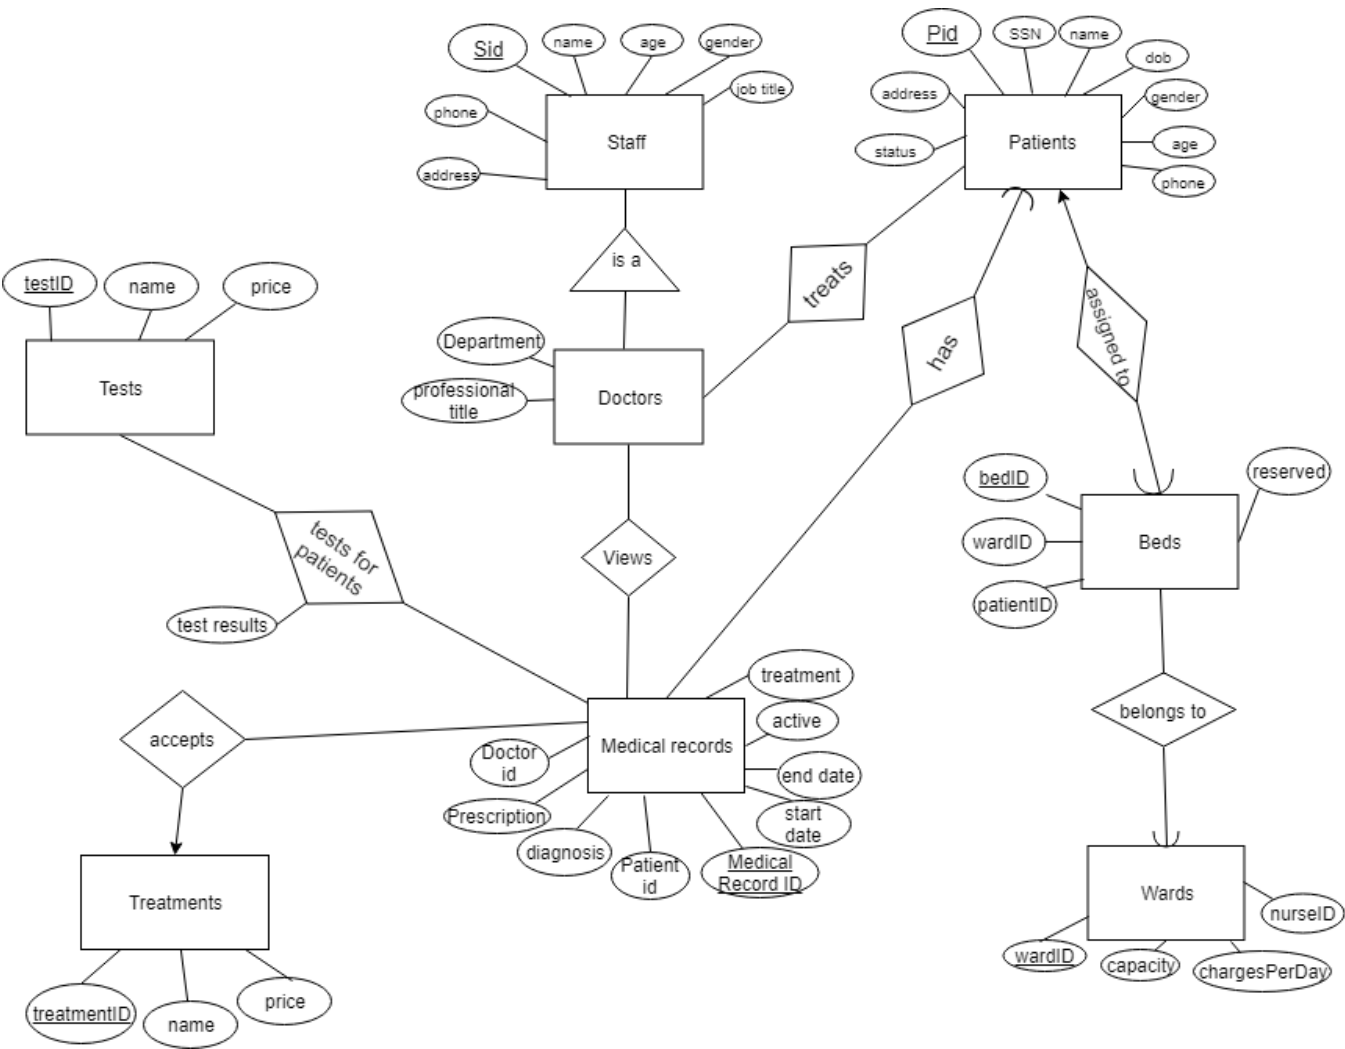 Sid
name
age
gender
job title
phone
address
Staff
Pid
SSN
name
dob
gender
age
phone
address
status
Patients
is a
treats
has
assigned to
testID
name
price
Tests
Department
professional
title
Doctors
tests for
patients
test results
Views
bedID
wardID
patientID
reserved
Beds
belongs to
accepts
Medical records
treatment
active
end date
start
date
Medical
Record ID
Patient
id
diagnosis
Prescription
Doctor
id
Treatments
treatmentID
name
price
Wards
wardID
capacity
chargesPerDay
nurseID